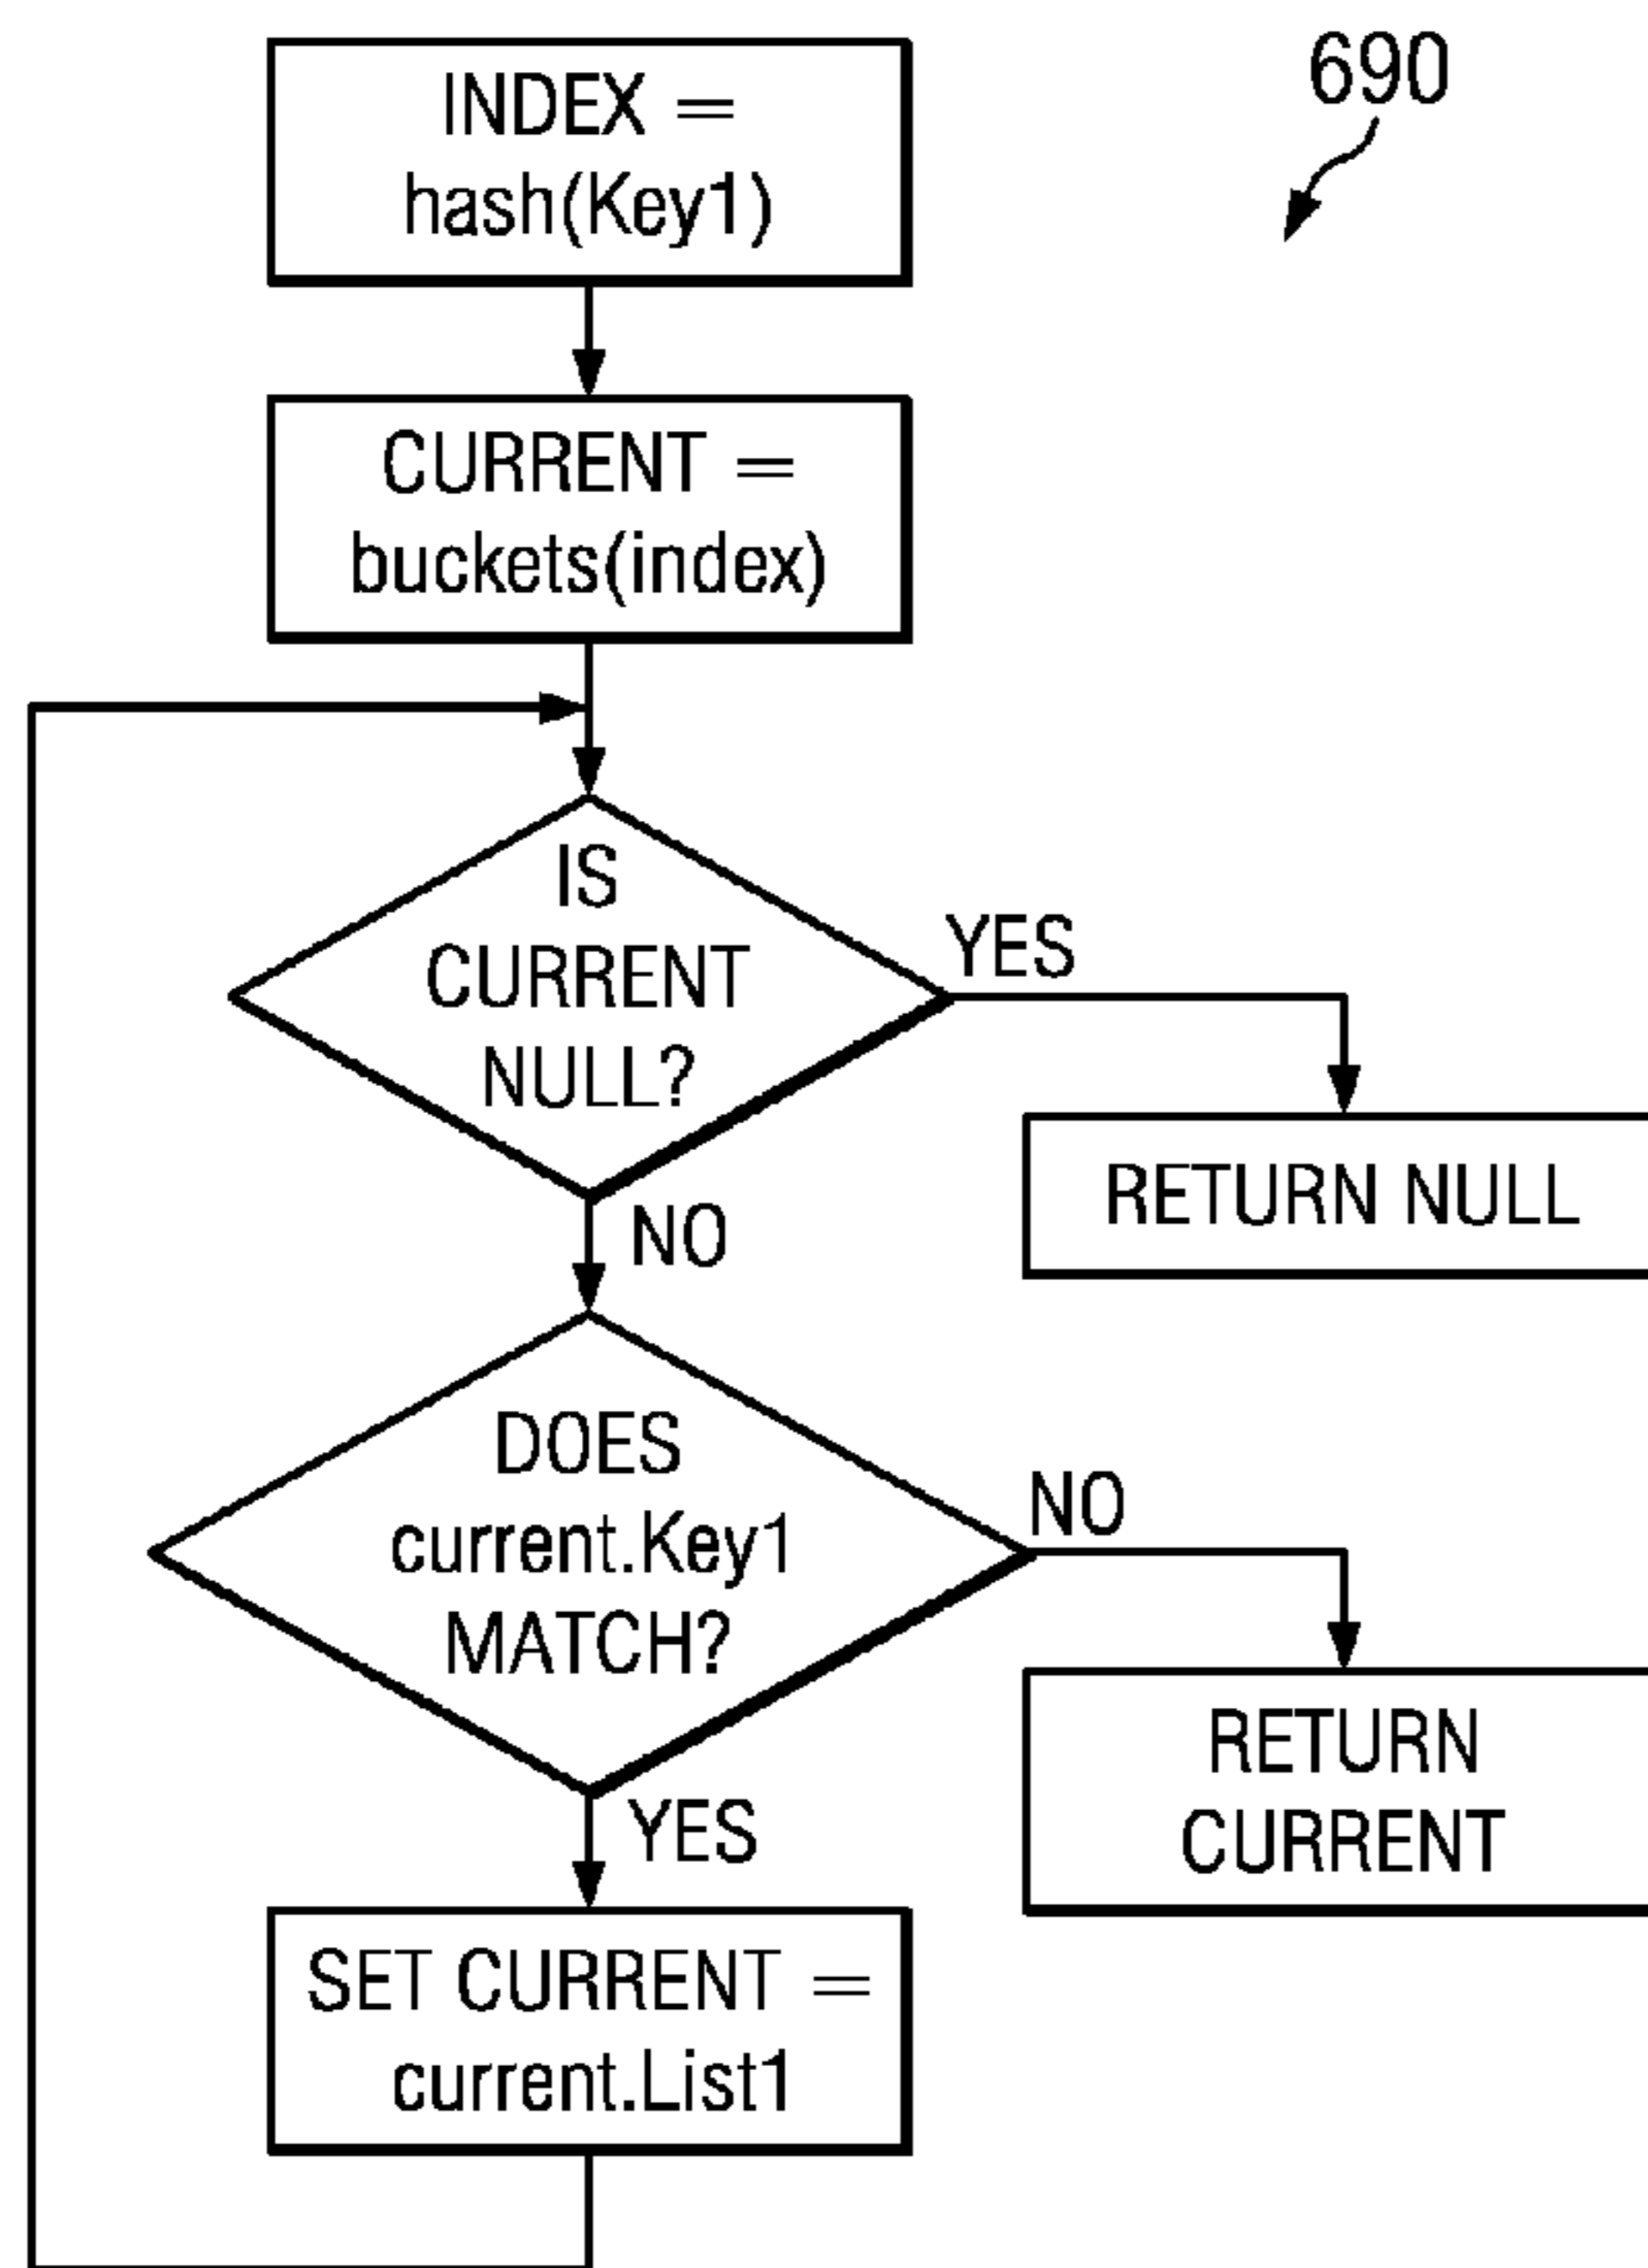 690
INDEX =
hash(Key1)
CURRENT =
buckets(index)
IS
CURRENT
NULL?
YES
RETURN NULL
NO
DOES
current.Key1
MATCH?
NO
RETURN
CURRENT
YES
SET CURRENT =
current.List1